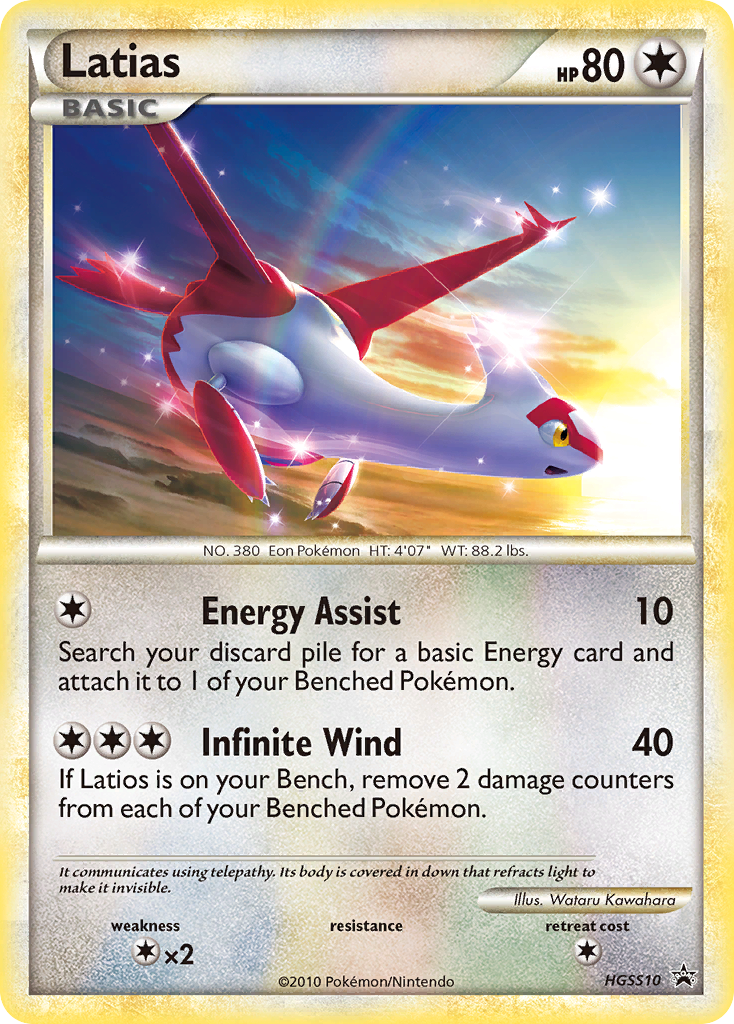 Latias
HP 80
BASIC
NO. 380 Eon Pokémon HT: 4'07" WT: 88.2 lbs.
Energy Assist 10
Search your discard pile for a basic Energy card and
attach it to 1 of your Benched Pokémon.
Infinite Wind 40
If Latios is on your Bench, remove 2 damage counters
from each of your Benched Pokémon.
It communicates using telepathy. Its body is covered in down that refracts light to
make it invisible.
Illus. Wataru Kawahara
weakness resistance retreat cost
×2
©2010 Pokémon/Nintendo HGSS10